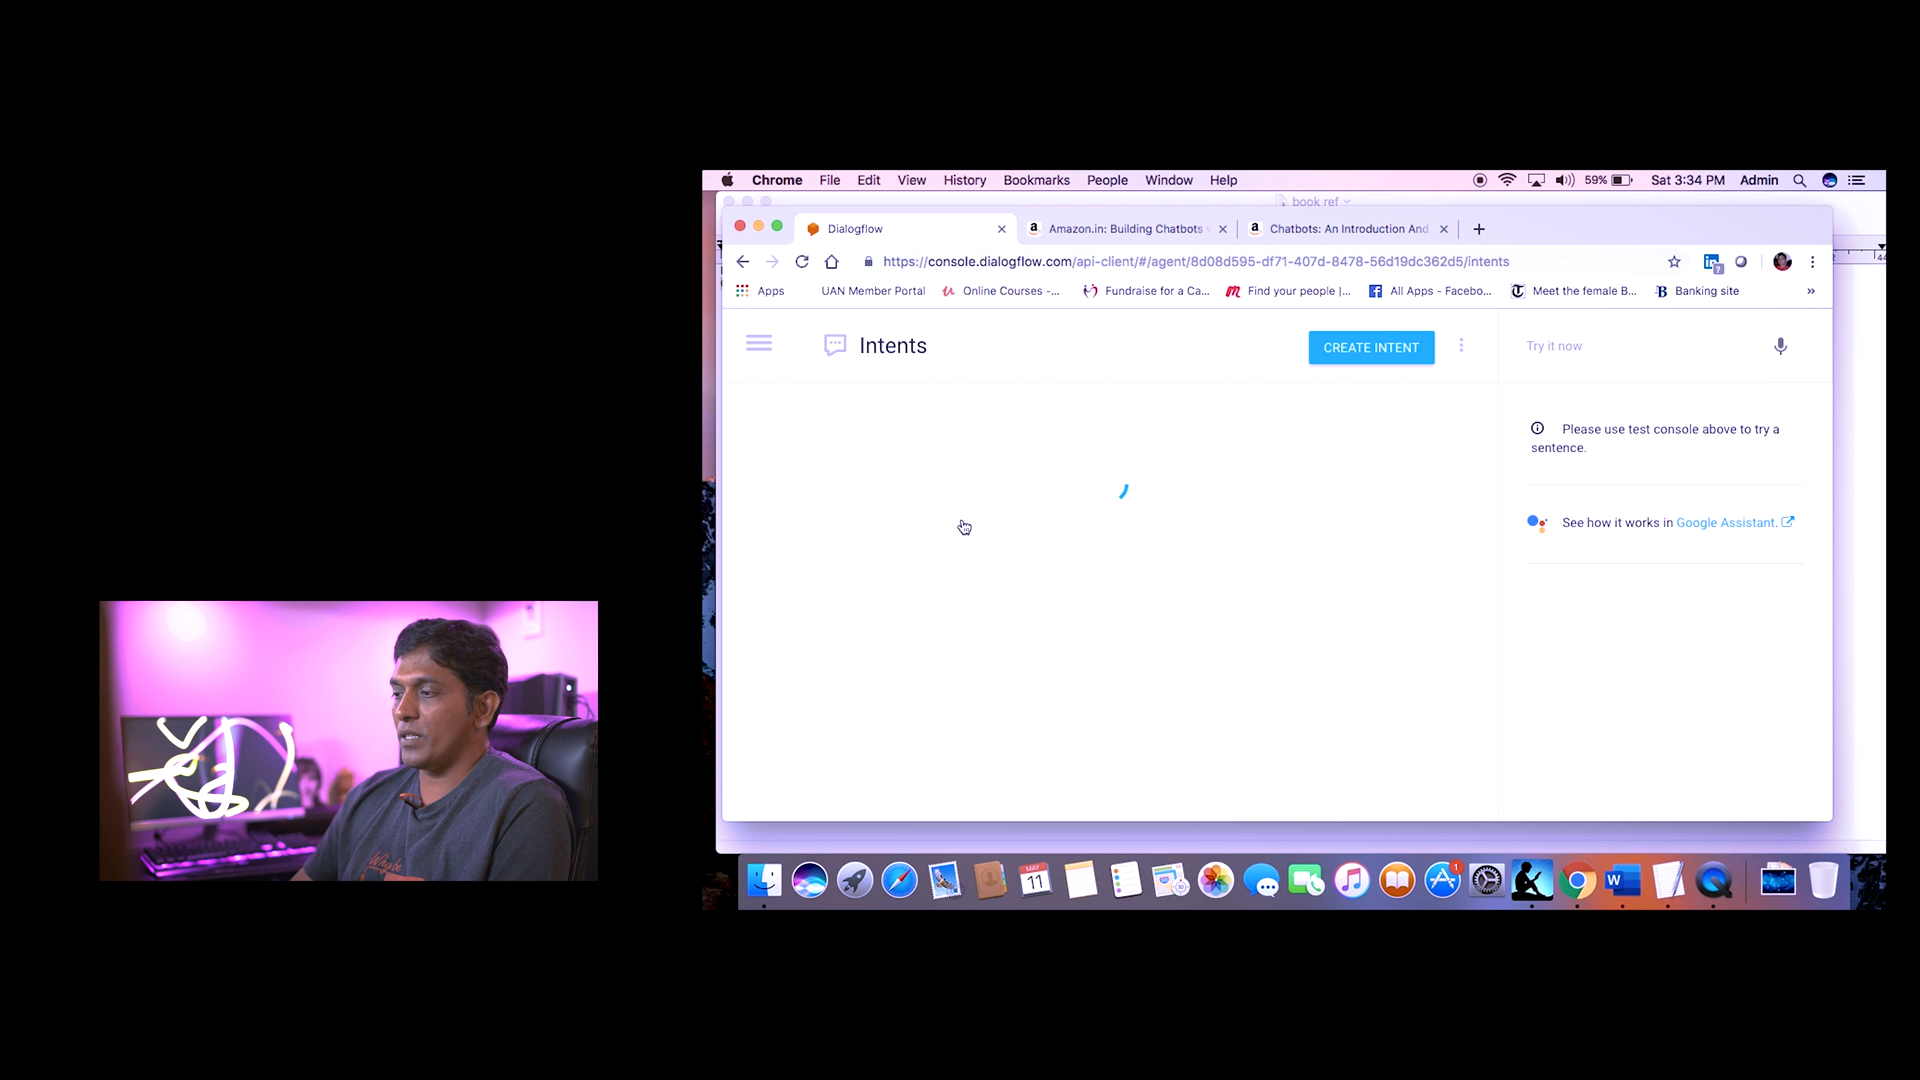 Chrome File Edit View History Bookmarks People Window Help 59% Sat 3:34 PM Admin
book ref
Dialogflow Amazon.in: Building Chatbots Chatbots: An Introduction And
https://console.dialogflow.com/api-client/#/agent/8d08d595-df71-407d-8478-56d19dc362d5/intents
Apps UAN Member Portal Online Courses -... Fundraise for a Ca... Find your people |... All Apps - Facebo... Meet the female B... Banking site »
Intents CREATE INTENT Try it now
Please use test console above to try a
sentence.
See how it works in Google Assistant.
MAY
11
1
W